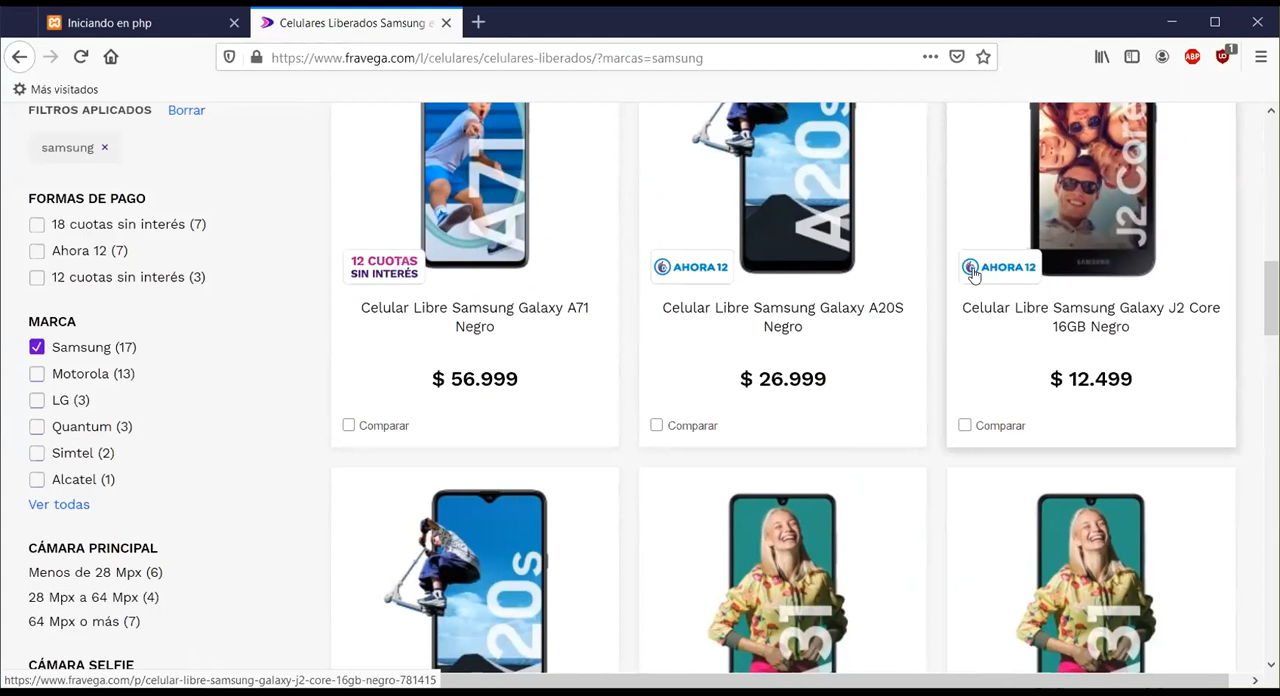 Iniciando en php
Celulares Liberados Samsung e
https://www.fravega.com/l/celulares/celulares-liberados/?marcas=samsung
ABP
1
Más visitados
FILTROS APLICADOS
Borrar
samsung ×
FORMAS DE PAGO
18 cuotas sin interés (7)
Ahora 12 (7)
12 cuotas sin interés (3)
MARCA
Samsung (17)
Motorola (13)
LG (3)
Quantum (3)
Simtel (2)
Alcatel (1)
Ver todas
CÁMARA PRINCIPAL
Menos de 28 Mpx (6)
28 Mpx a 64 Mpx (4)
64 Mpx o más (7)
CÁMARA SELFIE
A71
12 CUOTAS
SIN INTERÉS
Celular Libre Samsung Galaxy A71
Negro
$ 56.999
Comparar
A20s
AHORA 12
Celular Libre Samsung Galaxy A20S
Negro
$ 26.999
Comparar
J2 Core
SAMSUNG
AHORA 12
Celular Libre Samsung Galaxy J2 Core
16GB Negro
$ 12.499
Comparar
20s
31
31
https://www.fravega.com/p/celular-libre-samsung-galaxy-j2-core-16gb-negro-781415